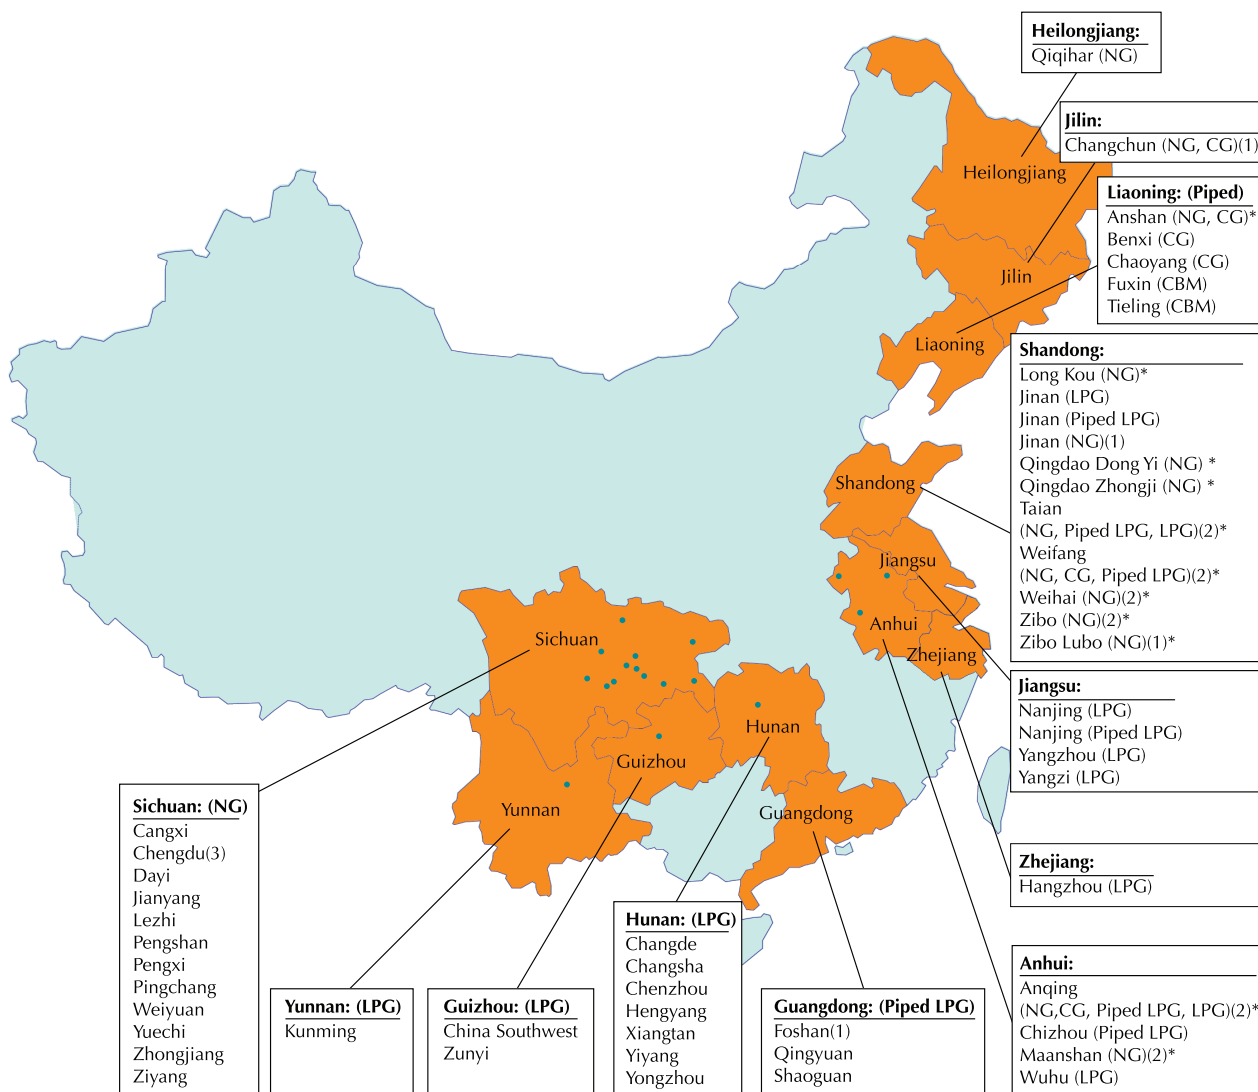 Heilongjiang:
Qiqihar (NG)
Jilin:
Changchun (NG, CG)(1)
Liaoning: (Piped)
Anshan (NG, CG)*
Benxi (CG)
Chaoyang (CG)
Fuxin (CBM)
Tieling (CBM)
Shandong:
Long Kou (NG)*
Jinan (LPG)
Jinan (Piped LPG)
Jinan (NG)(1)
Qingdao Dong Yi (NG) *
Qingdao Zhongji (NG) *
Taian
(NG, Piped LPG, LPG)(2)*
Weifang
(NG, CG, Piped LPG)(2)*
Weihai (NG)(2)*
Zibo (NG)(2)*
Zibo Lubo (NG)(1)*
Jiangsu:
Nanjing (LPG)
Nanjing (Piped LPG)
Yangzhou (LPG)
Yangzi (LPG)
Zhejiang:
Hangzhou (LPG)
Anhui:
Anqing
(NG,CG, Piped LPG, LPG)(2)*
Chizhou (Piped LPG)
Maanshan (NG)(2)*
Wuhu (LPG)
Heilongjiang
Jilin
Liaoning
Shandong
Jiangsu
Anhui
Zhejiang
Sichuan
Hunan
Guizhou
Yunnan
Guangdong
Sichuan: (NG)
Cangxi
Chengdu(3)
Dayi
Jianyang
Lezhi
Pengshan
Pengxi
Pingchang
Weiyuan
Yuechi
Zhongjiang
Ziyang
Yunnan: (LPG)
Kunming
Guizhou: (LPG)
China Southwest
Zunyi
Hunan: (LPG)
Changde
Changsha
Chenzhou
Hengyang
Xiangtan
Yiyang
Yongzhou
Guangdong: (Piped LPG)
Foshan(1)
Qingyuan
Shaoguan